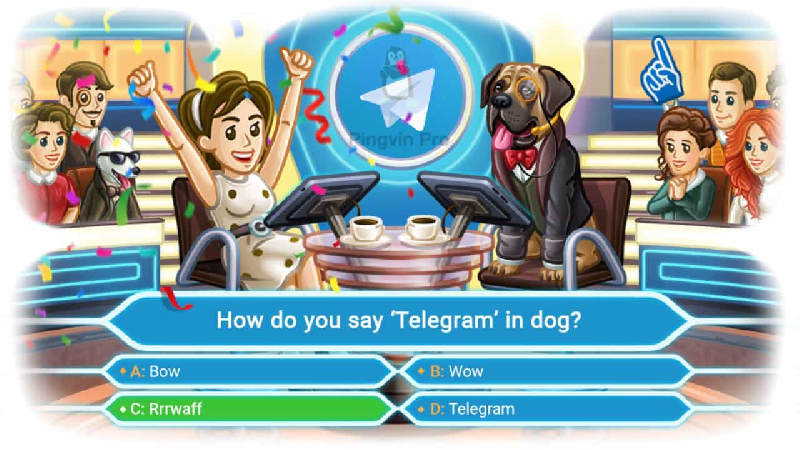 Pingvin Pro
How do you say ‘Telegram’ in dog?
A: Bow
B: Wow
C: Rrrwaff
D: Telegram